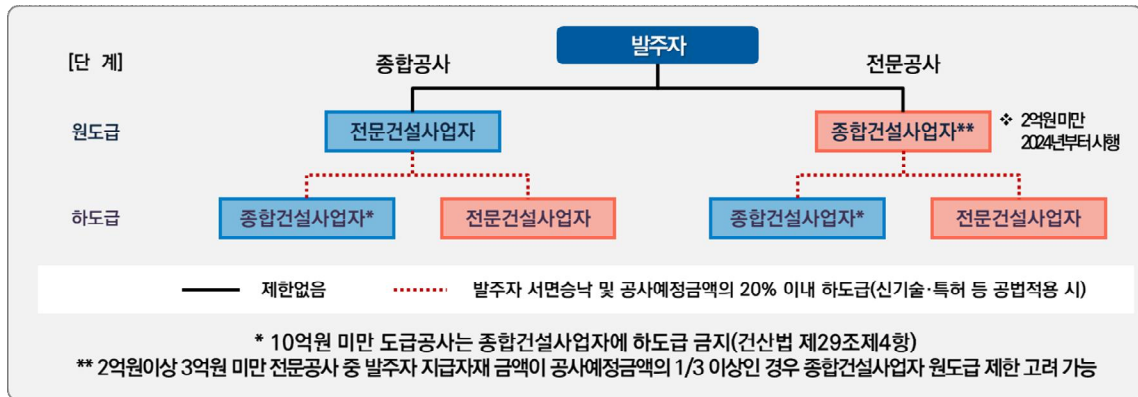 발주자
[단 계]
종합공사
전문공사
원도급
전문건설사업자
종합건설사업자**
❖ 2억원 미만
2024년부터 시행
하도급
종합건설사업자*
전문건설사업자
종합건설사업자*
전문건설사업자
제한없음
발주자 서면승낙 및 공사예정금액의 20% 이내 하도급(신기술·특허 등 공법적용 시)
* 10억원 미만 도급공사는 종합건설사업자에 하도급 금지(건산법 제29조제4항)
** 2억원이상 3억원 미만 전문공사 중 발주자 지급자재 금액이 공사예정금액의 1/3 이상인 경우 종합건설사업자 원도급 제한 고려 가능